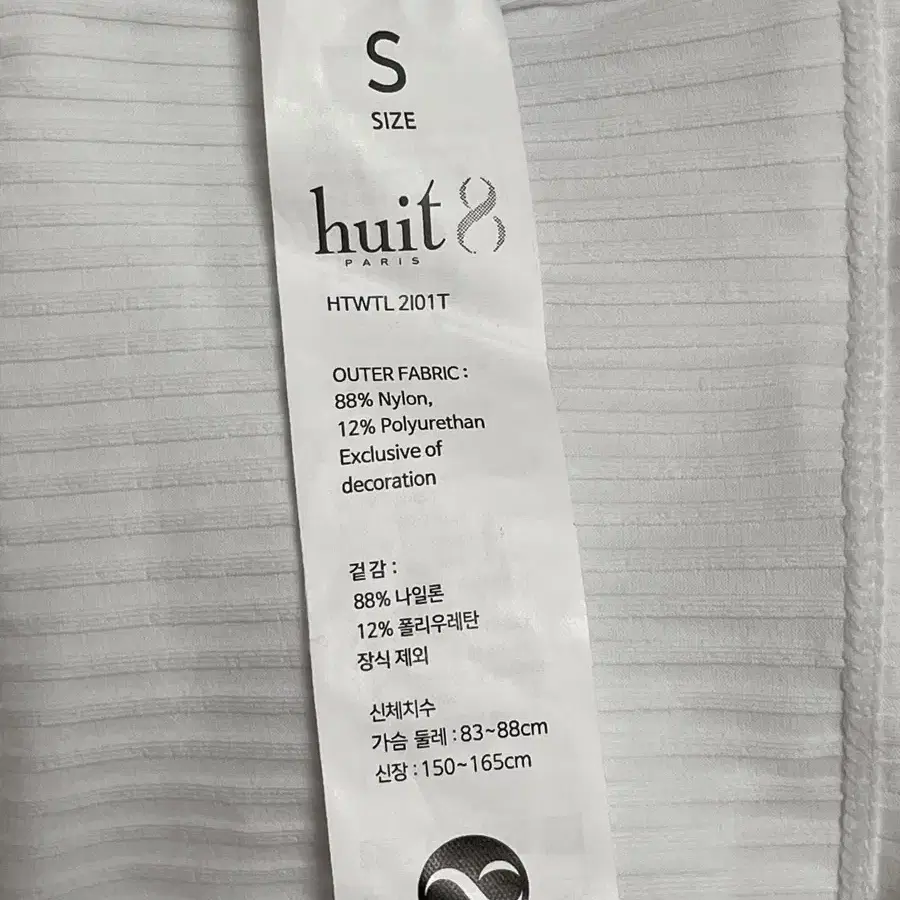 S
SIZE
huit 8
PARIS
HTWTL 2I01T
OUTER FABRIC :
88% Nylon,
12% Polyurethan
Exclusive of
decoration
겉감 :
88% 나일론
12% 폴리우레탄
장식 제외
신체치수
가슴 둘레 : 83~88cm
신장 : 150~165cm